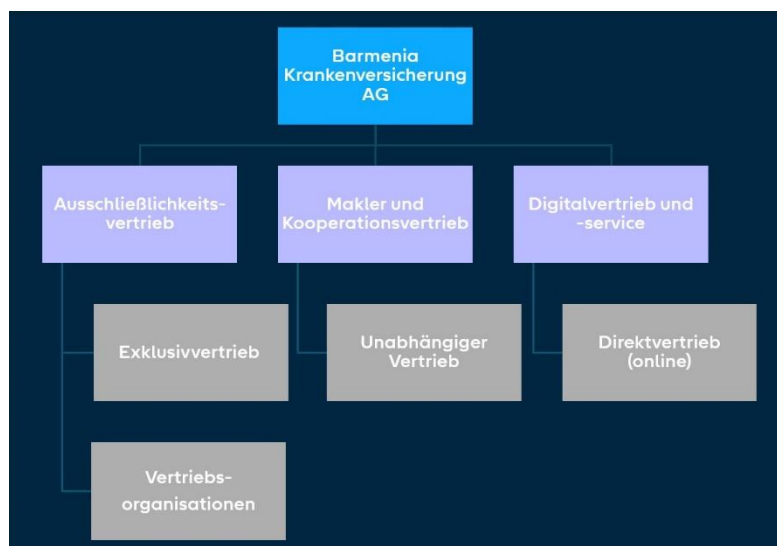 Barmenia
Krankenversicherung
AG
Ausschließlichkeits-
vertrieb
Makler und
Kooperationsvertrieb
Digitalvertrieb und
-service
Exklusivvertrieb
Unabhängiger
Vertrieb
Direktvertrieb
(online)
Vertriebs-
organisationen